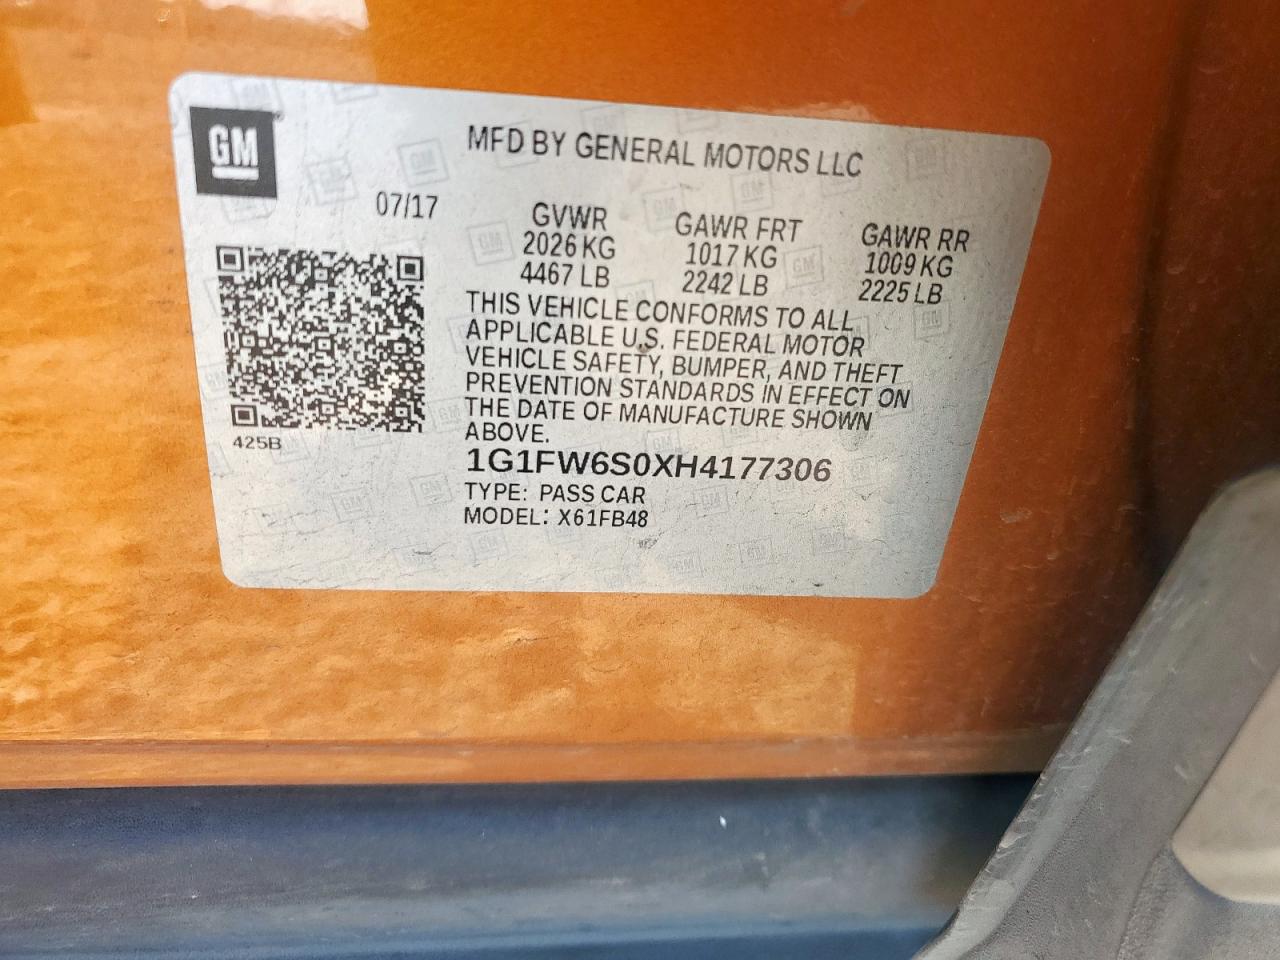 GM
MFD BY GENERAL MOTORS LLC
07/17
GVWR GAWR FRT GAWR RR
2026 KG 1017 KG 1009 KG
4467 LB 2242 LB 2225 LB
THIS VEHICLE CONFORMS TO ALL
APPLICABLE U.S. FEDERAL MOTOR
VEHICLE SAFETY, BUMPER, AND THEFT
PREVENTION STANDARDS IN EFFECT ON
THE DATE OF MANUFACTURE SHOWN
ABOVE.
425B
1G1FW6S0XH4177306
TYPE: PASS CAR
MODEL: X61FB48